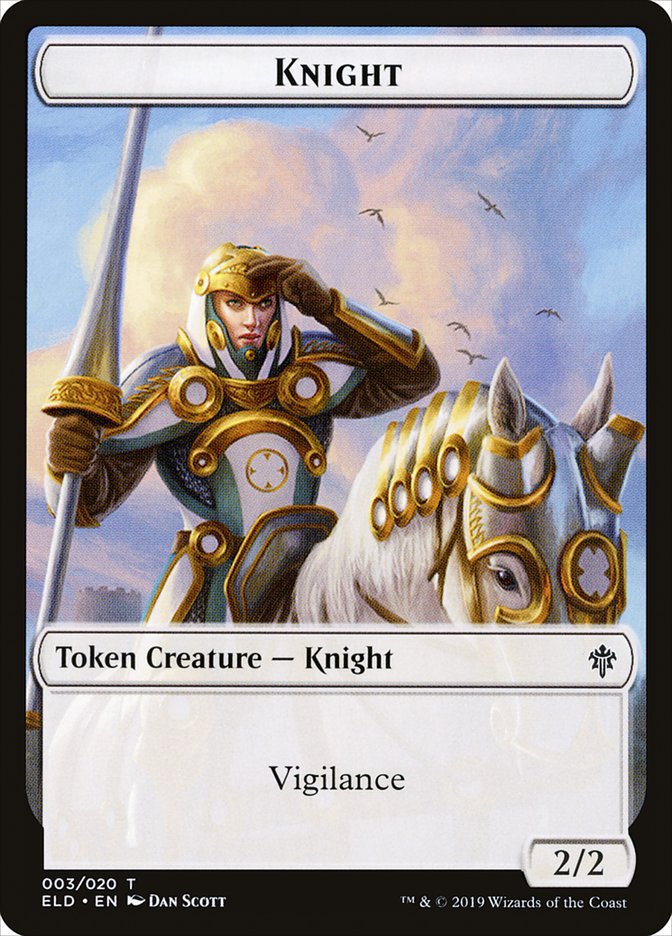 Knight
Token Creature — Knight
Vigilance
2/2
003/020 T
ELD • EN Dan Scott
™ & © 2019 Wizards of the Coast